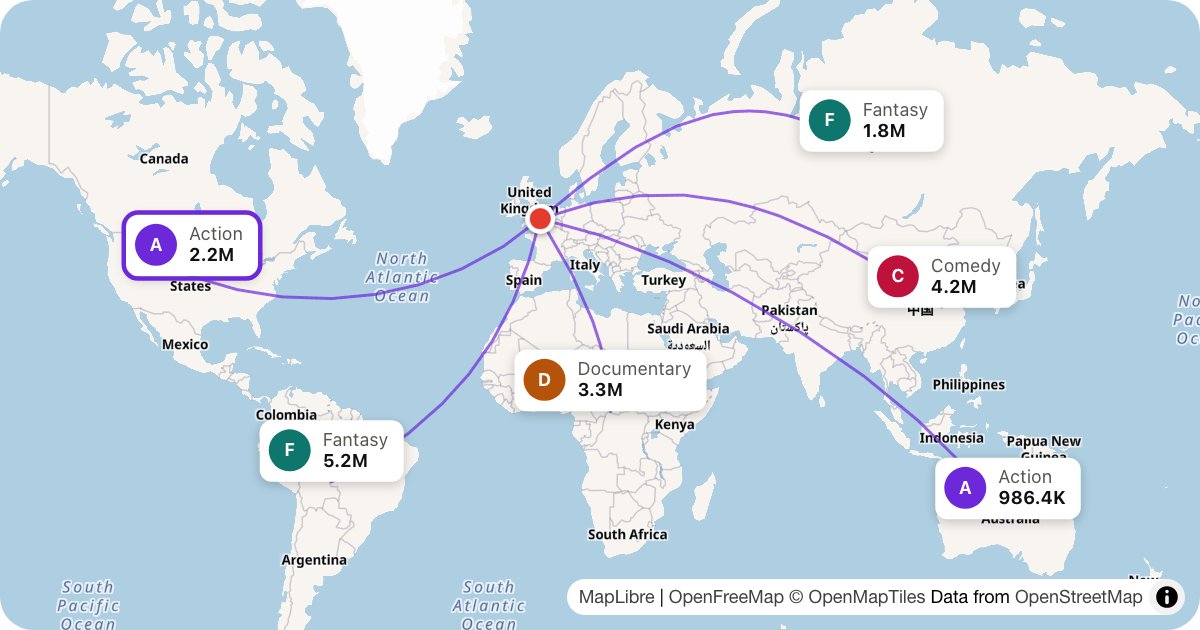 Canada
Fantasy
F
1.8M
United
Kingdom
Action
A
2.2M
States
North
Atlantic
Ocean
Italy
Spain
Turkey
Comedy
C
4.2M
中国
Pakistan
پاکستان
Saudi Arabia
السعودية
Mexico
Documentary
D
3.3M
Philippines
Colombia
Kenya
Fantasy
F
5.2M
Indonesia
Papua New
Guinea
Action
A
986.4K
Australia
South Africa
Argentina
South
Pacific
Ocean
South
Atlantic
Ocean
MapLibre | OpenFreeMap © OpenMapTiles Data from OpenStreetMap